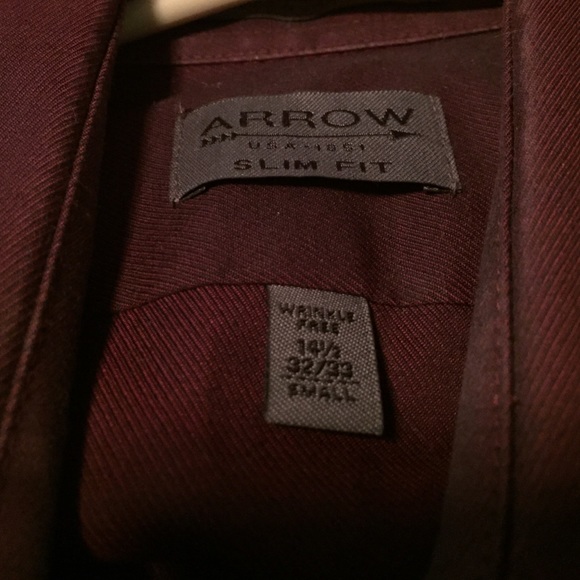 ARROW
USA-1851
SLIM FIT
WRINKLE
FREE
14½
32/33
SMALL